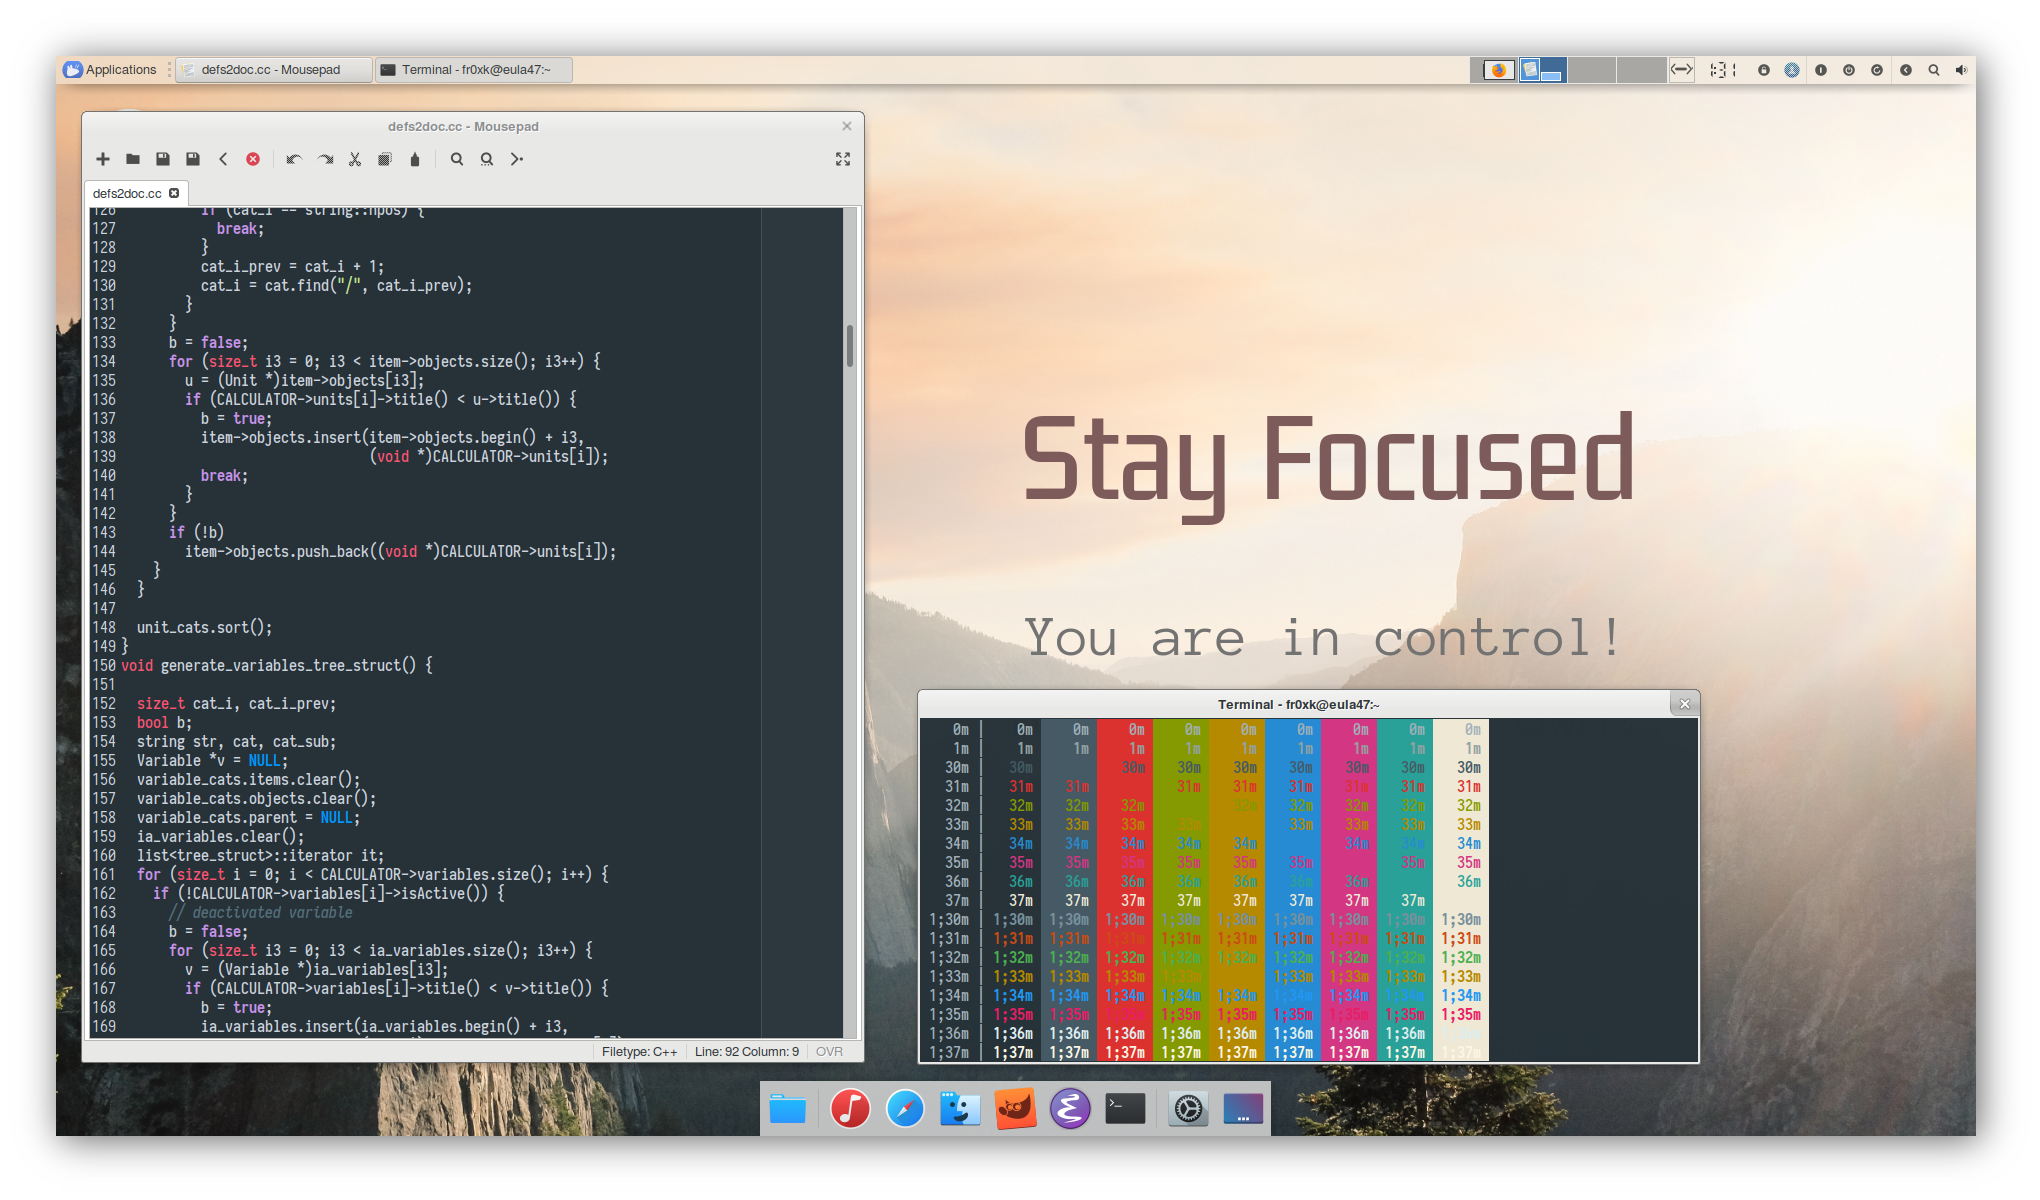 Applications
defs2doc.cc - Mousepad
Terminal - fr0xk@eula47:~
1:31
defs2doc.cc - Mousepad
defs2doc.cc
126 if (cat_i == string::npos) {
127 break;
128 }
129 cat_i_prev = cat_i + 1;
130 cat_i = cat.find("/", cat_i_prev);
131 }
132 }
133 b = false;
134 for (size_t i3 = 0; i3 < item->objects.size(); i3++) {
135 u = (Unit *)item->objects[i3];
136 if (CALCULATOR->units[i]->title() < u->title()) {
137 b = true;
138 item->objects.insert(item->objects.begin() + i3,
139 (void *)CALCULATOR->units[i]);
140 break;
141 }
142 }
143 if (!b)
144 item->objects.push_back((void *)CALCULATOR->units[i]);
145 }
146 }
147
148 unit_cats.sort();
149 }
150 void generate_variables_tree_struct() {
151
152 size_t cat_i, cat_i_prev;
153 bool b;
154 string str, cat, cat_sub;
155 Variable *v = NULL;
156 variable_cats.items.clear();
157 variable_cats.objects.clear();
158 variable_cats.parent = NULL;
159 ia_variables.clear();
160 list<tree_struct>::iterator it;
161 for (size_t i = 0; i < CALCULATOR->variables.size(); i++) {
162 if (!CALCULATOR->variables[i]->isActive()) {
163 // deactivated variable
164 b = false;
165 for (size_t i3 = 0; i3 < ia_variables.size(); i3++) {
166 v = (Variable *)ia_variables[i3];
167 if (CALCULATOR->variables[i]->title() < v->title()) {
168 b = true;
169 ia_variables.insert(ia_variables.begin() + i3,
Filetype: C++ Line: 92 Column: 9 OVR
Stay Focused
You are in control!
Terminal - fr0xk@eula47:~
0m | 0m 0m 0m 0m 0m 0m 0m 0m 0m
1m | 1m 1m 1m 1m 1m 1m 1m 1m 1m
30m | 30m 30m 30m 30m 30m 30m 30m 30m
31m | 31m 31m 31m 31m 31m 31m 31m 31m
32m | 32m 32m 32m 32m 32m 32m 32m 32m
33m | 33m 33m 33m 33m 33m 33m 33m 33m
34m | 34m 34m 34m 34m 34m 34m 34m 34m
35m | 35m 35m 35m 35m 35m 35m 35m 35m
36m | 36m 36m 36m 36m 36m 36m 36m 36m
37m | 37m 37m 37m 37m 37m 37m 37m 37m
1;30m | 1;30m 1;30m 1;30m 1;30m 1;30m 1;30m 1;30m 1;30m 1;30m
1;31m | 1;31m 1;31m 1;31m 1;31m 1;31m 1;31m 1;31m 1;31m 1;31m
1;32m | 1;32m 1;32m 1;32m 1;32m 1;32m 1;32m 1;32m 1;32m 1;32m
1;33m | 1;33m 1;33m 1;33m 1;33m 1;33m 1;33m 1;33m 1;33m
1;34m | 1;34m 1;34m 1;34m 1;34m 1;34m 1;34m 1;34m 1;34m 1;34m
1;35m | 1;35m 1;35m 1;35m 1;35m 1;35m 1;35m 1;35m 1;35m 1;35m
1;36m | 1;36m 1;36m 1;36m 1;36m 1;36m 1;36m 1;36m 1;36m
1;37m | 1;37m 1;37m 1;37m 1;37m 1;37m 1;37m 1;37m 1;37m 1;37m